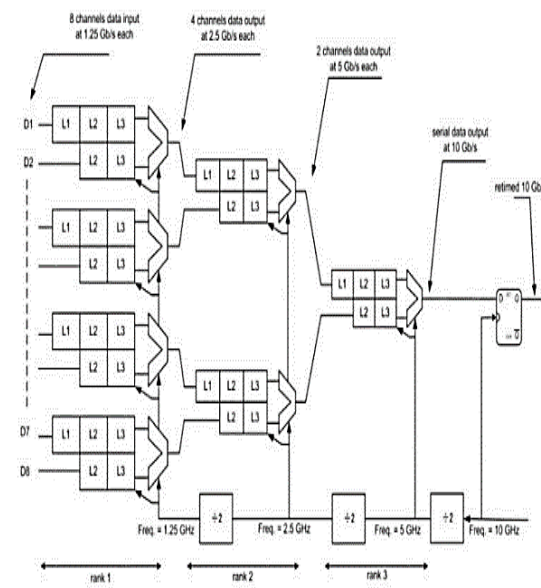 8 channels data input
at 1.25 Gb/s each
4 channels data output
at 2.5 Gb/s each
2 channels data output
at 5 Gb/s each
serial data output
at 10 Gb/s
retimed 10 Gb
D1
L1 L2 L3
D2
L2 L3
L1 L2 L3
L2 L3
L1 L2 L3
L2 L3
L1 L2 L3
L2 L3
L1 L2 L3
L2 L3
D Q
Q
L1 L2 L3
L2 L3
L1 L2 L3
L2 L3
D7
L1 L2 L3
D8
L2 L3
÷2
÷2
÷2
Freq. = 1.25 GHz
Freq. = 2.5 GHz
Freq. = 5 GHz
Freq. = 10 GHz
rank 1
rank 2
rank 3